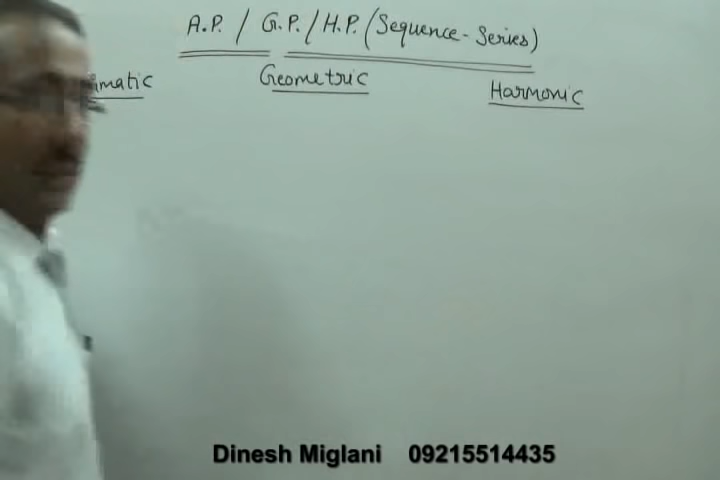 A.P. / G.P. / H.P. (Sequence - Series)
Geometric Harmonic
Dinesh Miglani 09215514435